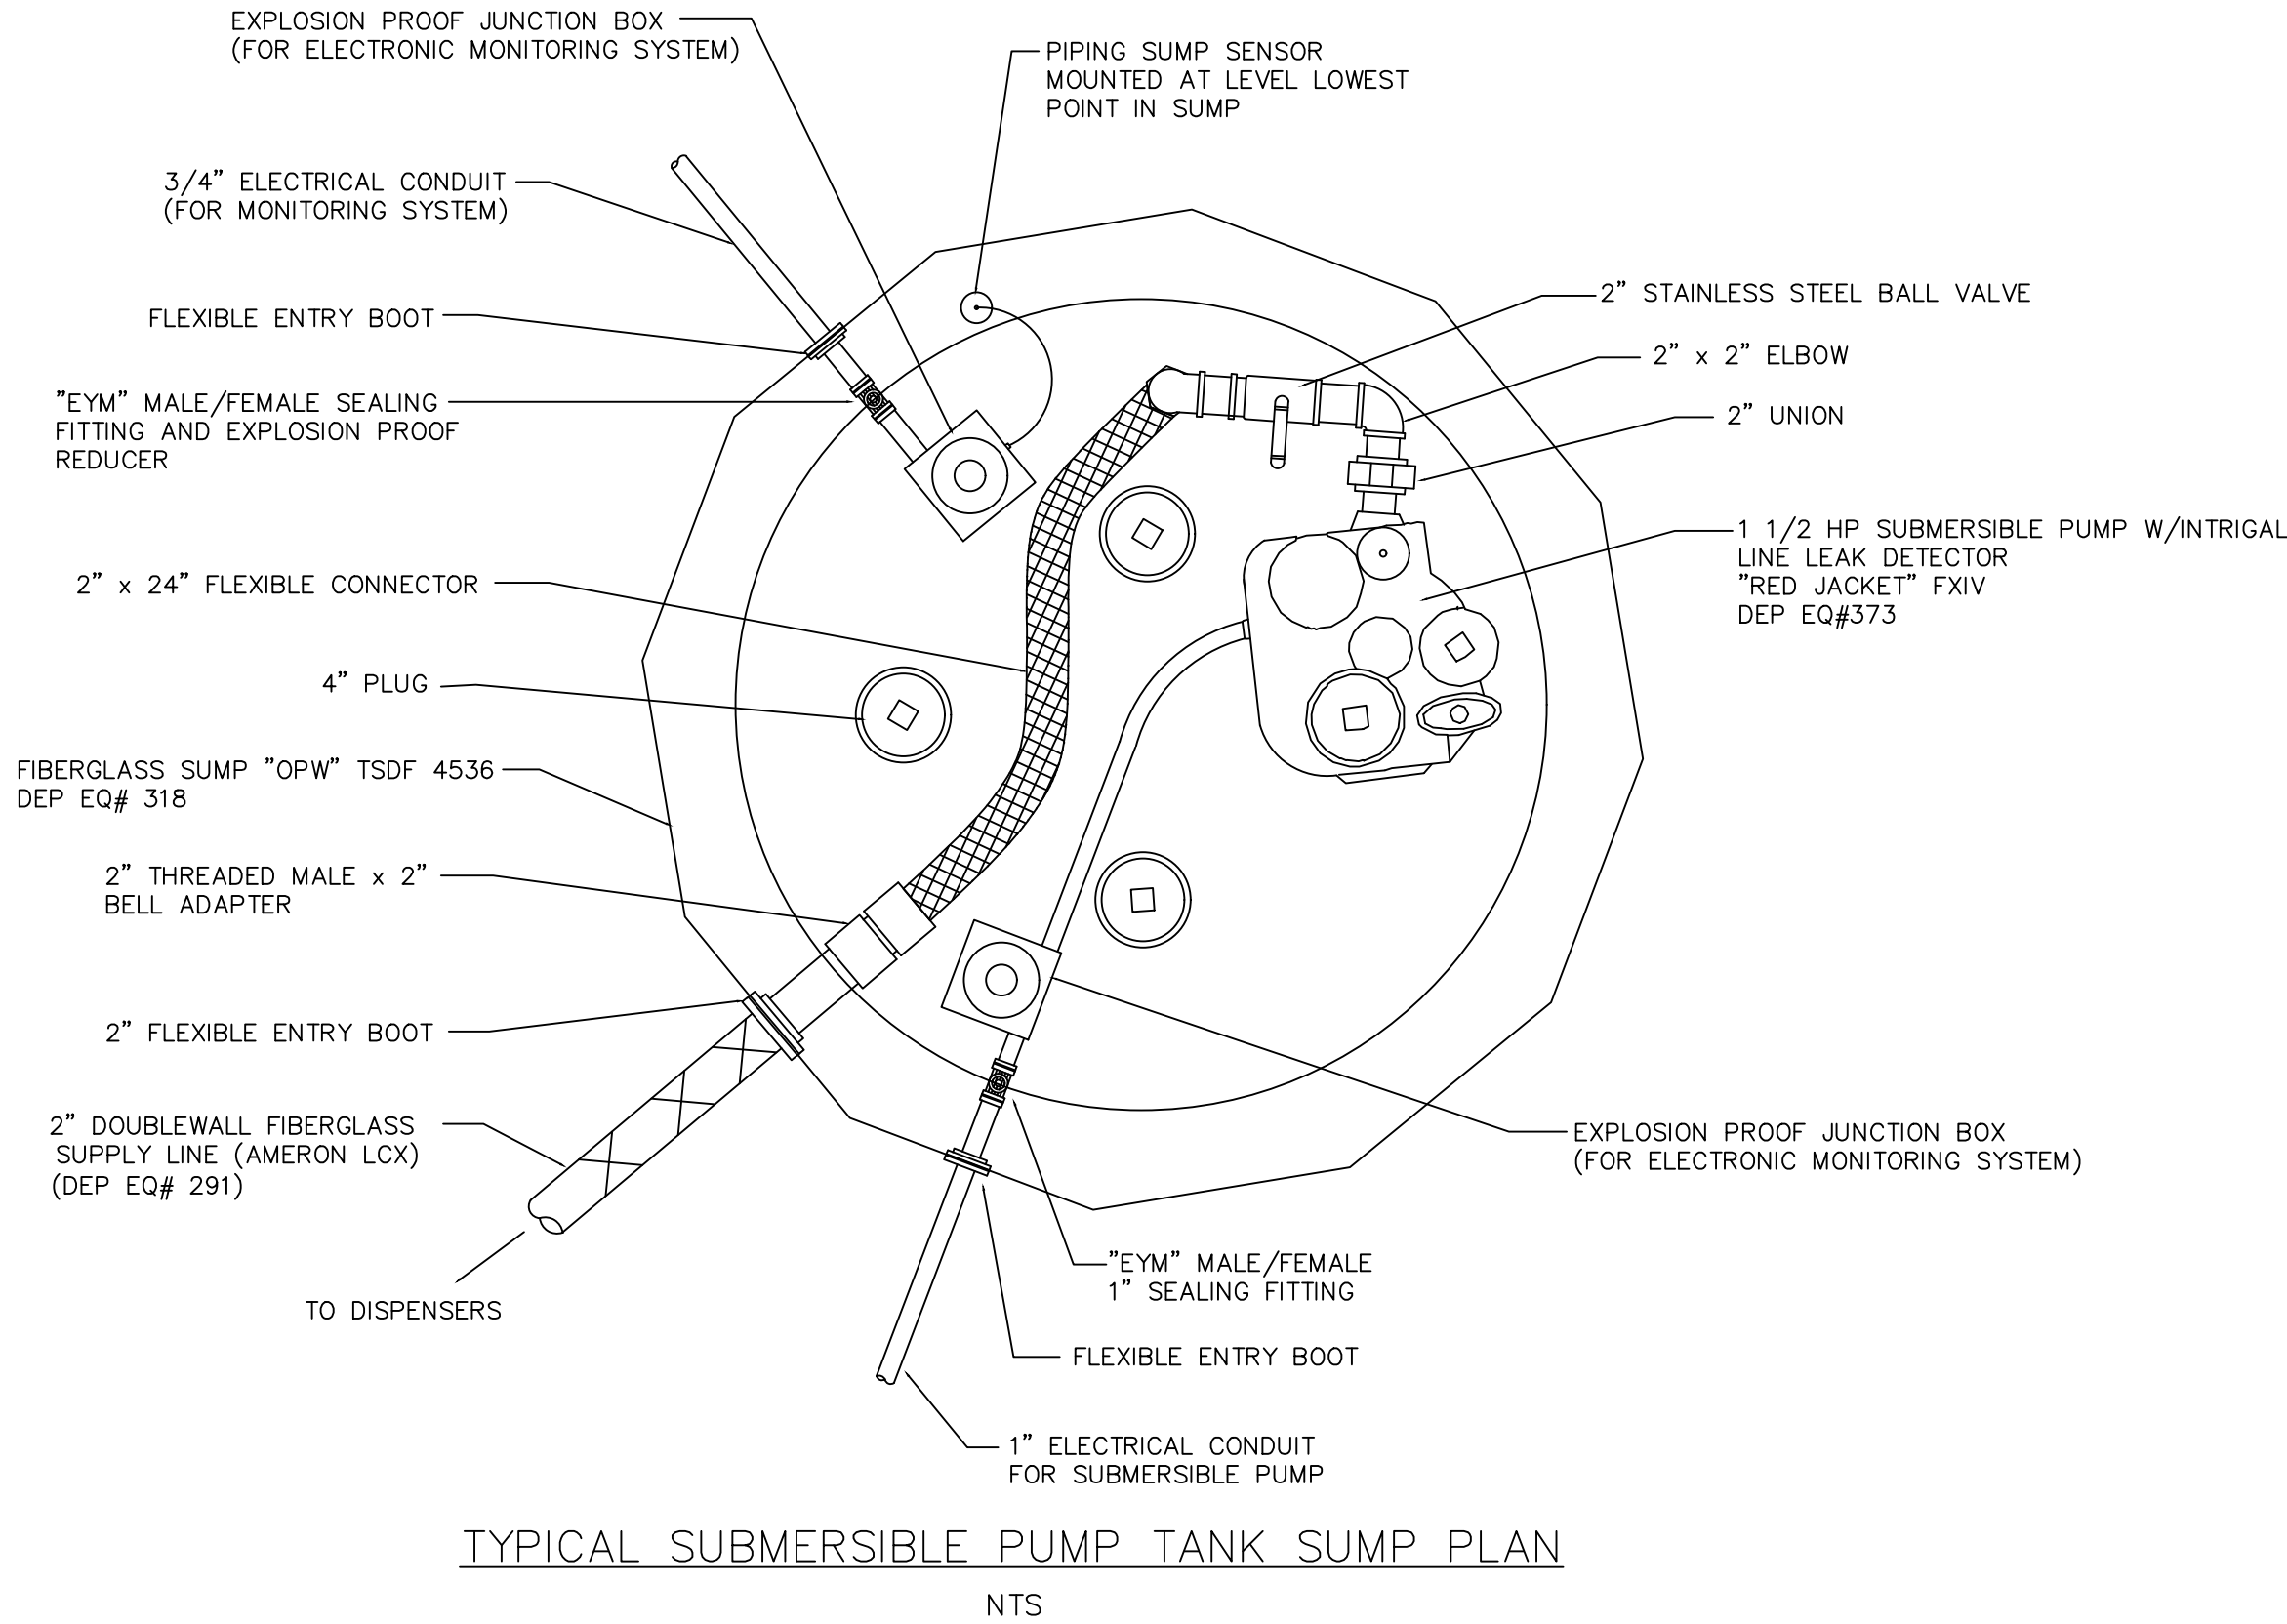 EXPLOSION PROOF JUNCTION BOX
(FOR ELECTRONIC MONITORING SYSTEM)
PIPING SUMP SENSOR
MOUNTED AT LEVEL LOWEST
POINT IN SUMP
3/4" ELECTRICAL CONDUIT
(FOR MONITORING SYSTEM)
FLEXIBLE ENTRY BOOT
2" STAINLESS STEEL BALL VALVE
2" x 2" ELBOW
"EYM" MALE/FEMALE SEALING
FITTING AND EXPLOSION PROOF
REDUCER
2" UNION
1 1/2 HP SUBMERSIBLE PUMP W/INTRIGAL
LINE LEAK DETECTOR
"RED JACKET" FXIV
DEP EQ#373
2" x 24" FLEXIBLE CONNECTOR
4" PLUG
FIBERGLASS SUMP "OPW" TSDF 4536
DEP EQ# 318
2" THREADED MALE x 2"
BELL ADAPTER
2" FLEXIBLE ENTRY BOOT
2" DOUBLEWALL FIBERGLASS
SUPPLY LINE (AMERON LCX)
(DEP EQ# 291)
EXPLOSION PROOF JUNCTION BOX
(FOR ELECTRONIC MONITORING SYSTEM)
"EYM" MALE/FEMALE
1" SEALING FITTING
TO DISPENSERS
FLEXIBLE ENTRY BOOT
1" ELECTRICAL CONDUIT
FOR SUBMERSIBLE PUMP
TYPICAL SUBMERSIBLE PUMP TANK SUMP PLAN
NTS